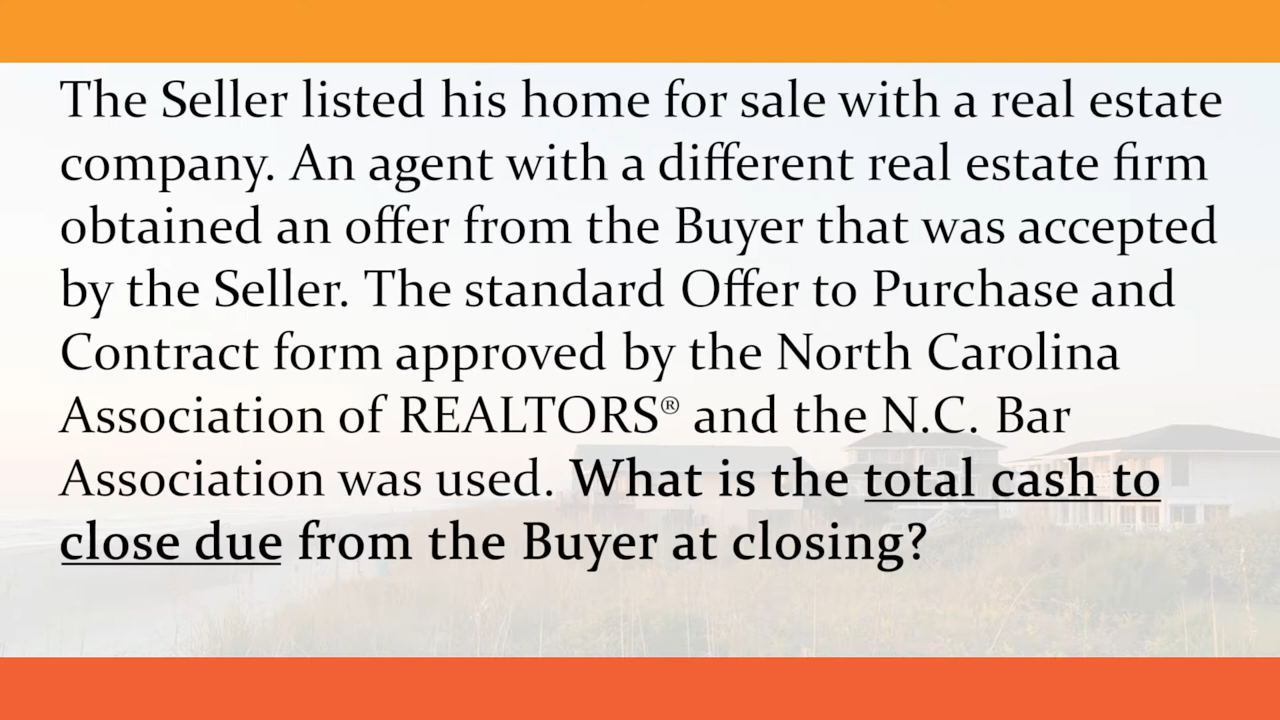 The Seller listed his home for sale with a real estate
company. An agent with a different real estate firm
obtained an offer from the Buyer that was accepted
by the Seller. The standard Offer to Purchase and
Contract form approved by the North Carolina
Association of REALTORS® and the N.C. Bar
Association was used. What is the total cash to
close due from the Buyer at closing?